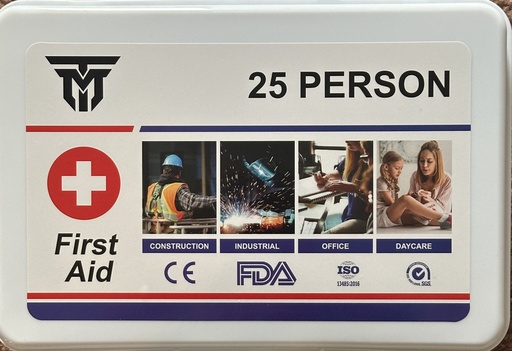 25 PERSON
First
Aid
CONSTRUCTION
INDUSTRIAL
OFFICE
DAYCARE
CE
FDA
ISO
13485:2016
SGS